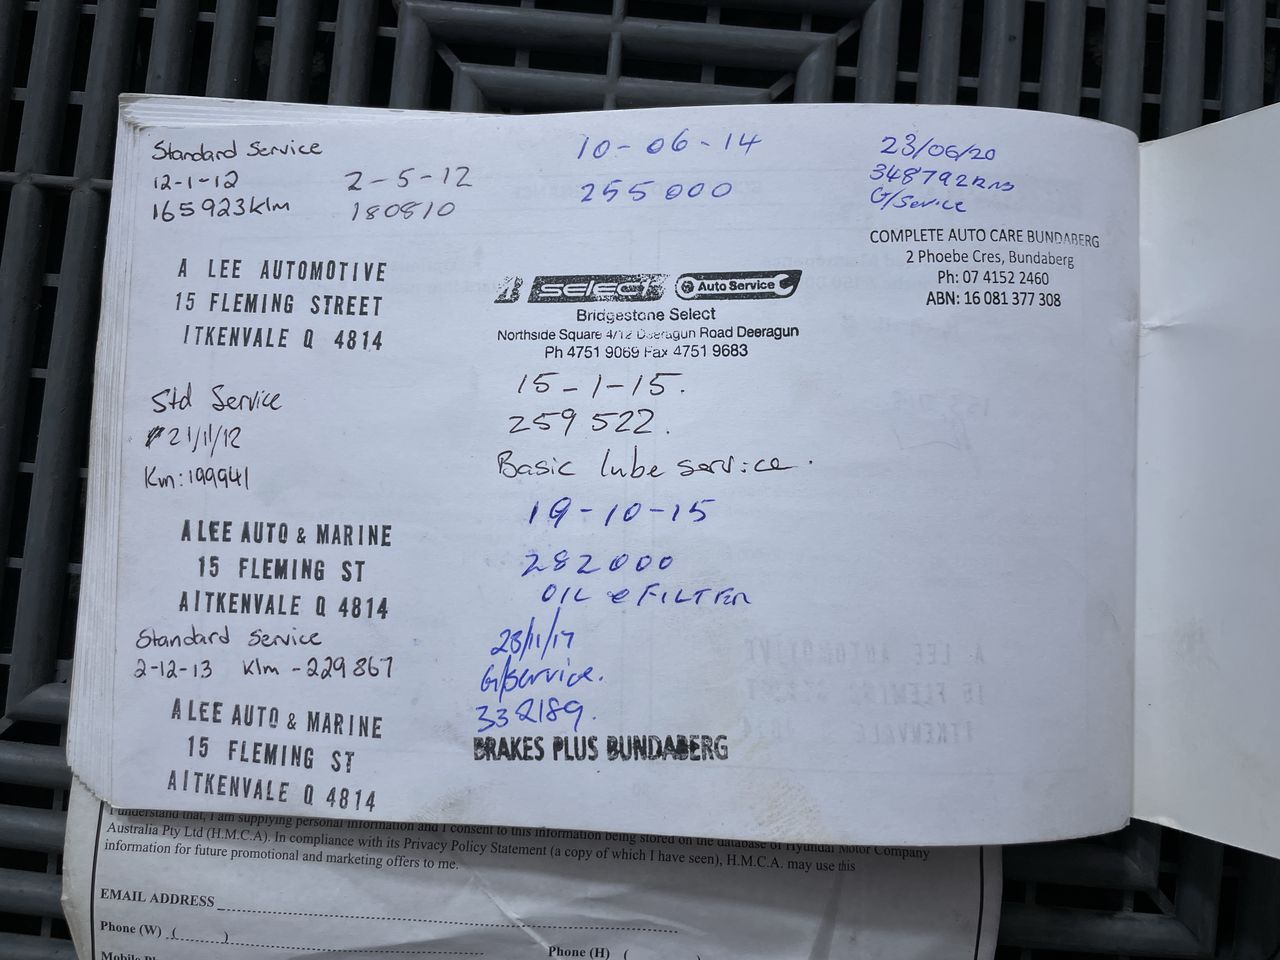 Standard Service
12-1-12
165923klm
2-5-12
180810
A LEE AUTOMOTIVE
15 FLEMING STREET
ITKENVALE Q 4814
Std Service
21/11/12
Km: 199941
A LEE AUTO & MARINE
15 FLEMING ST
AITKENVALE Q 4814
Standard Service
2-12-13 Klm - 229867
A LEE AUTO & MARINE
15 FLEMING ST
AITKENVALE Q 4814
10-06-14
255000
B select Auto Service
Bridgestone Select
Northside Square 4/12 Deeragun Road Deeragun
Ph 4751 9069 Fax 4751 9683
15-1-15.
259522.
Basic lube service.
19-10-15
282000
OIL e FILTER
23/11/17
G/Service.
332189.
BRAKES PLUS BUNDABERG
23/06/20
348792kms
G/Service
COMPLETE AUTO CARE BUNDABERG
2 Phoebe Cres, Bundaberg
Ph: 07 4152 2460
ABN: 16 081 377 308
I understand that, I am supplying personal information and I consent to this information being stored on the database of Hyundai Motor Company
Australia Pty Ltd (H.M.C.A). In compliance with its Privacy Policy Statement (a copy of which I have seen), H.M.C.A. may use this
information for future promotional and marketing offers to me.
EMAIL ADDRESS
Phone (W) ( )
Phone (H) (